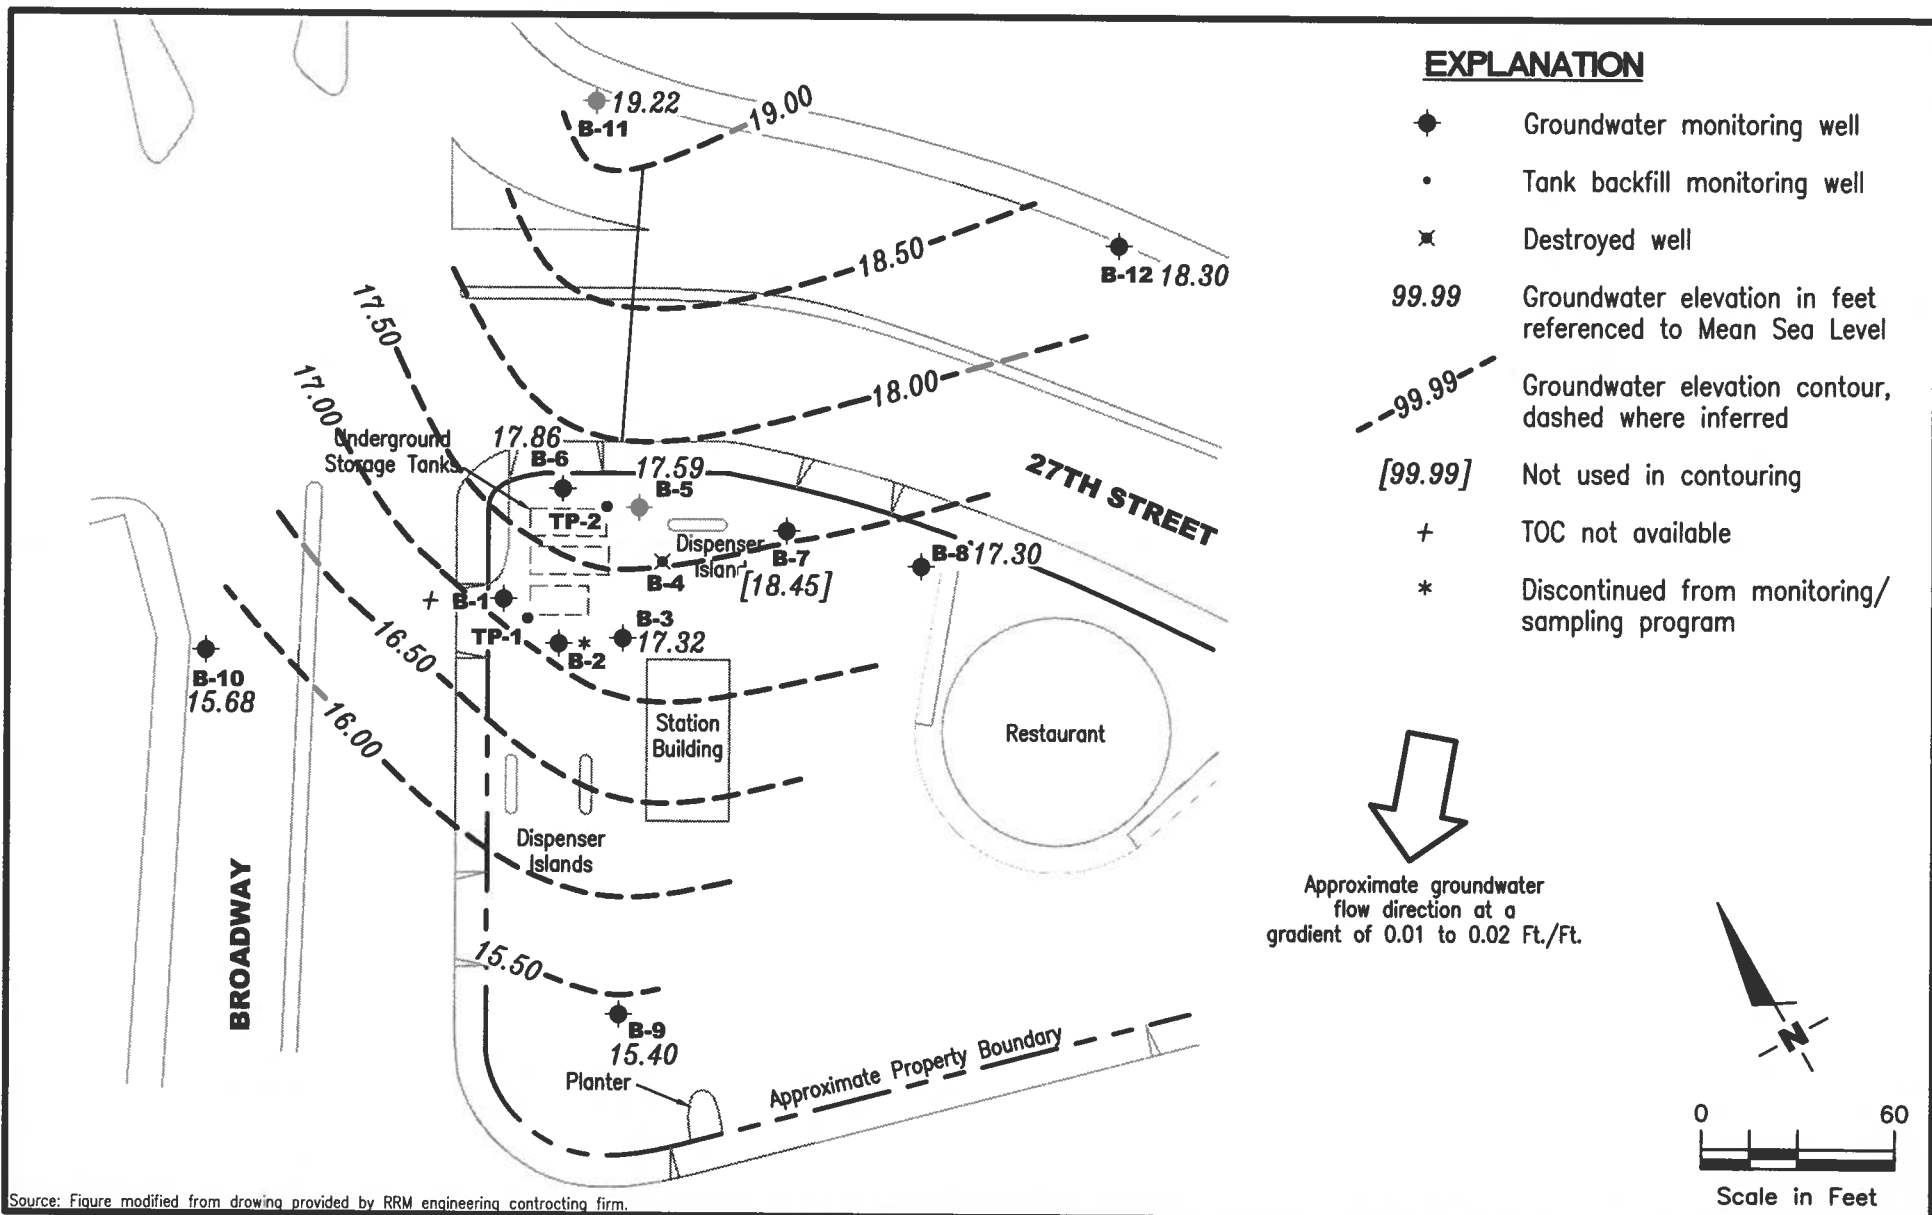 EXPLANATION
Groundwater monitoring well
Tank backfill monitoring well
Destroyed well
99.99 Groundwater elevation in feet
referenced to Mean Sea Level
99.99 Groundwater elevation contour,
dashed where inferred
[99.99] Not used in contouring
+ TOC not available
* Discontinued from monitoring/
sampling program
19.22
B-11
19.00
18.50
B-12 18.30
17.50
18.00
17.00
Underground
Storage Tanks
17.86
B-6
17.59
B-5
27TH STREET
TP-2
Dispenser
Island
B-7
[18.45]
B-4
B-8 17.30
+ B-1
TP-1
B-3
17.32
*
B-2
16.50
B-10
15.68
16.00
Station
Building
Restaurant
Dispenser
Islands
BROADWAY
15.50
B-9
15.40
Planter
Approximate Property Boundary
Approximate groundwater
flow direction at a
gradient of 0.01 to 0.02 Ft./Ft.
N
0 60
Scale in Feet
Source: Figure modified from drowing provided by RRM engineering controcting firm.